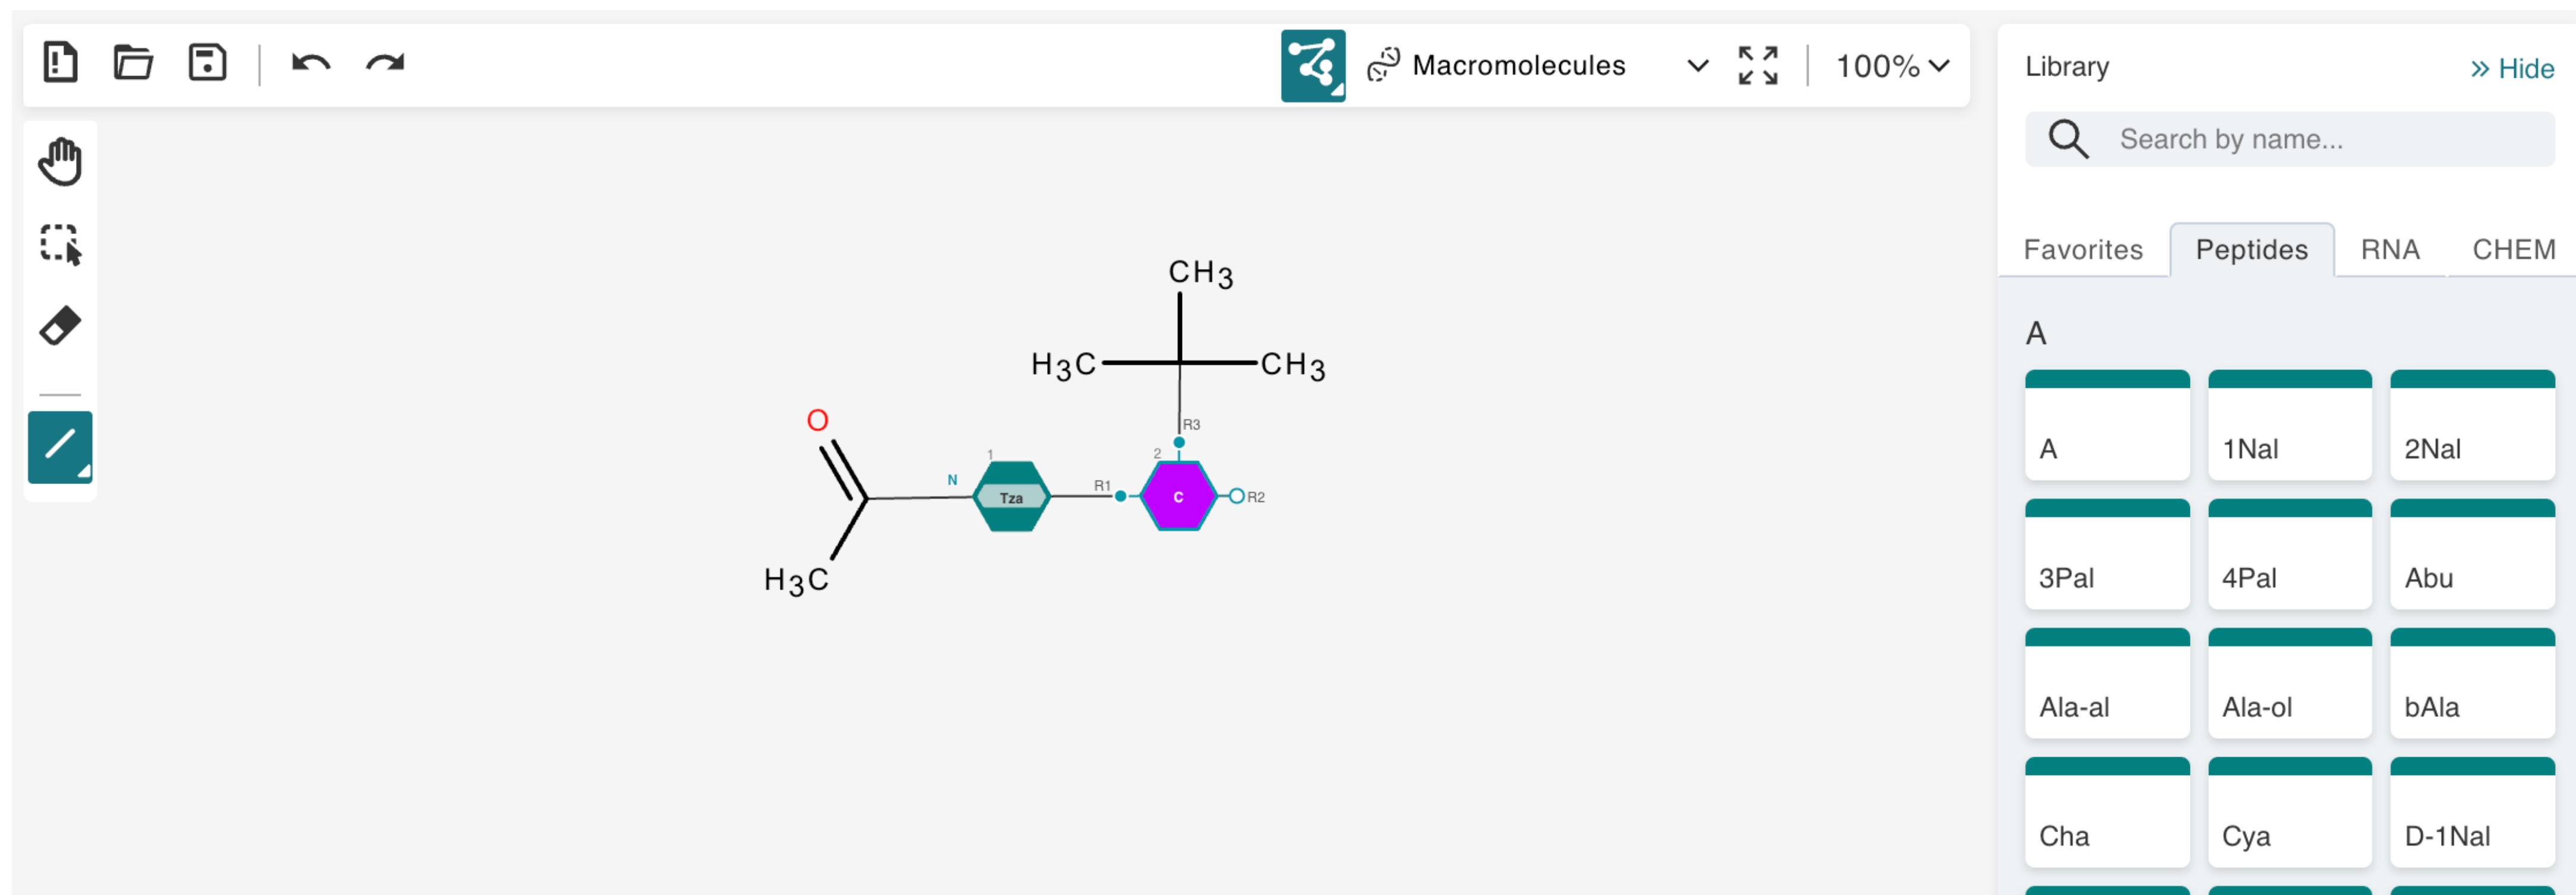 Macromolecules
100%
Library
Hide
Search by name...
Favorites
Peptides
RNA
CHEM
CH3
H3C
CH3
O
R3
N
1
2
Tza
R1
C
R2
H3C
A
A
1Nal
2Nal
3Pal
4Pal
Abu
Ala-al
Ala-ol
bAla
Cha
Cya
D-1Nal